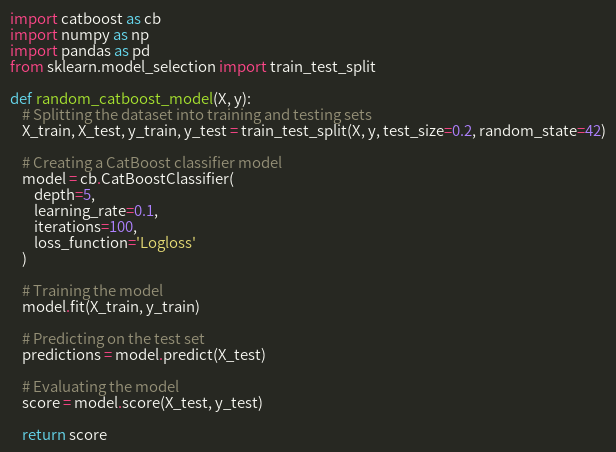 import catboost as cb
import numpy as np
import pandas as pd
from sklearn.model_selection import train_test_split

def random_catboost_model(X, y):
    # Splitting the dataset into training and testing sets
    X_train, X_test, y_train, y_test = train_test_split(X, y, test_size=0.2, random_state=42)

    # Creating a CatBoost classifier model
    model = cb.CatBoostClassifier(
        depth=5,
        learning_rate=0.1,
        iterations=100,
        loss_function='Logloss'
    )

    # Training the model
    model.fit(X_train, y_train)

    # Predicting on the test set
    predictions = model.predict(X_test)

    # Evaluating the model
    score = model.score(X_test, y_test)

    return score